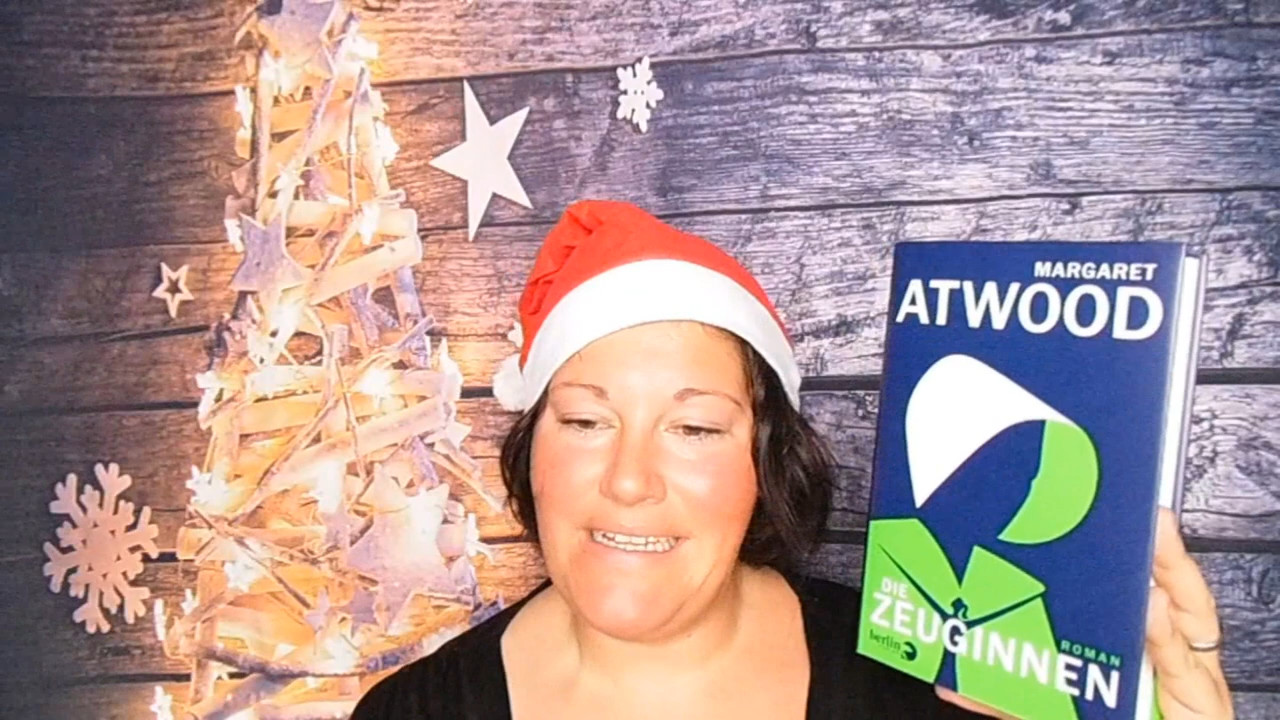 MARGARET
ATWOOD
DIE
ZEUGINNEN
ROMAN
berlin